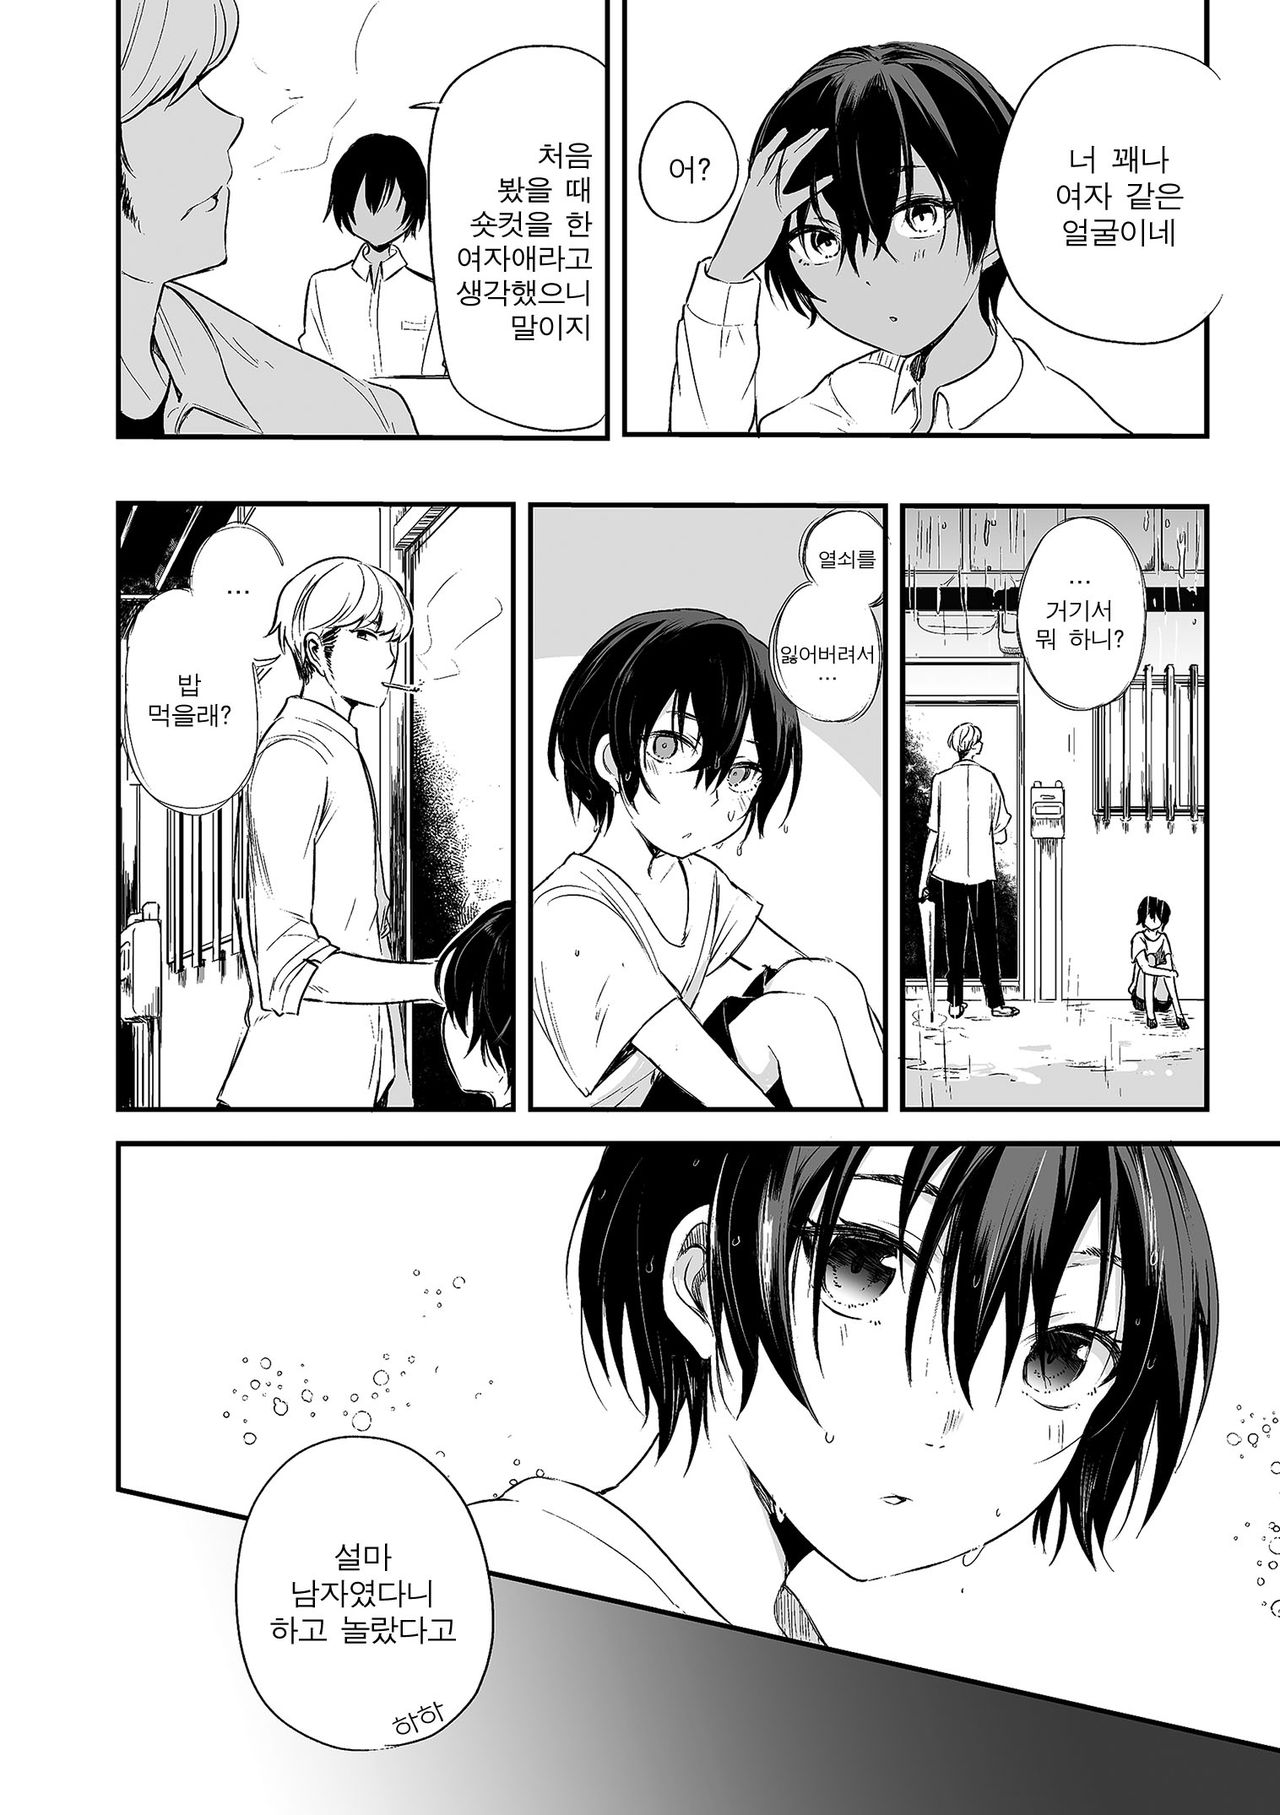 너 꽤나
여자 같은
얼굴이네
어?
처음
봤을 때
숏컷을 한
여자애라고
생각했으니
말이지
…
거기서
뭐 하니?
열쇠를
잃어버려서
…
…
밥
먹을래?
설마
남자였다니
하고 놀랐다고
하하